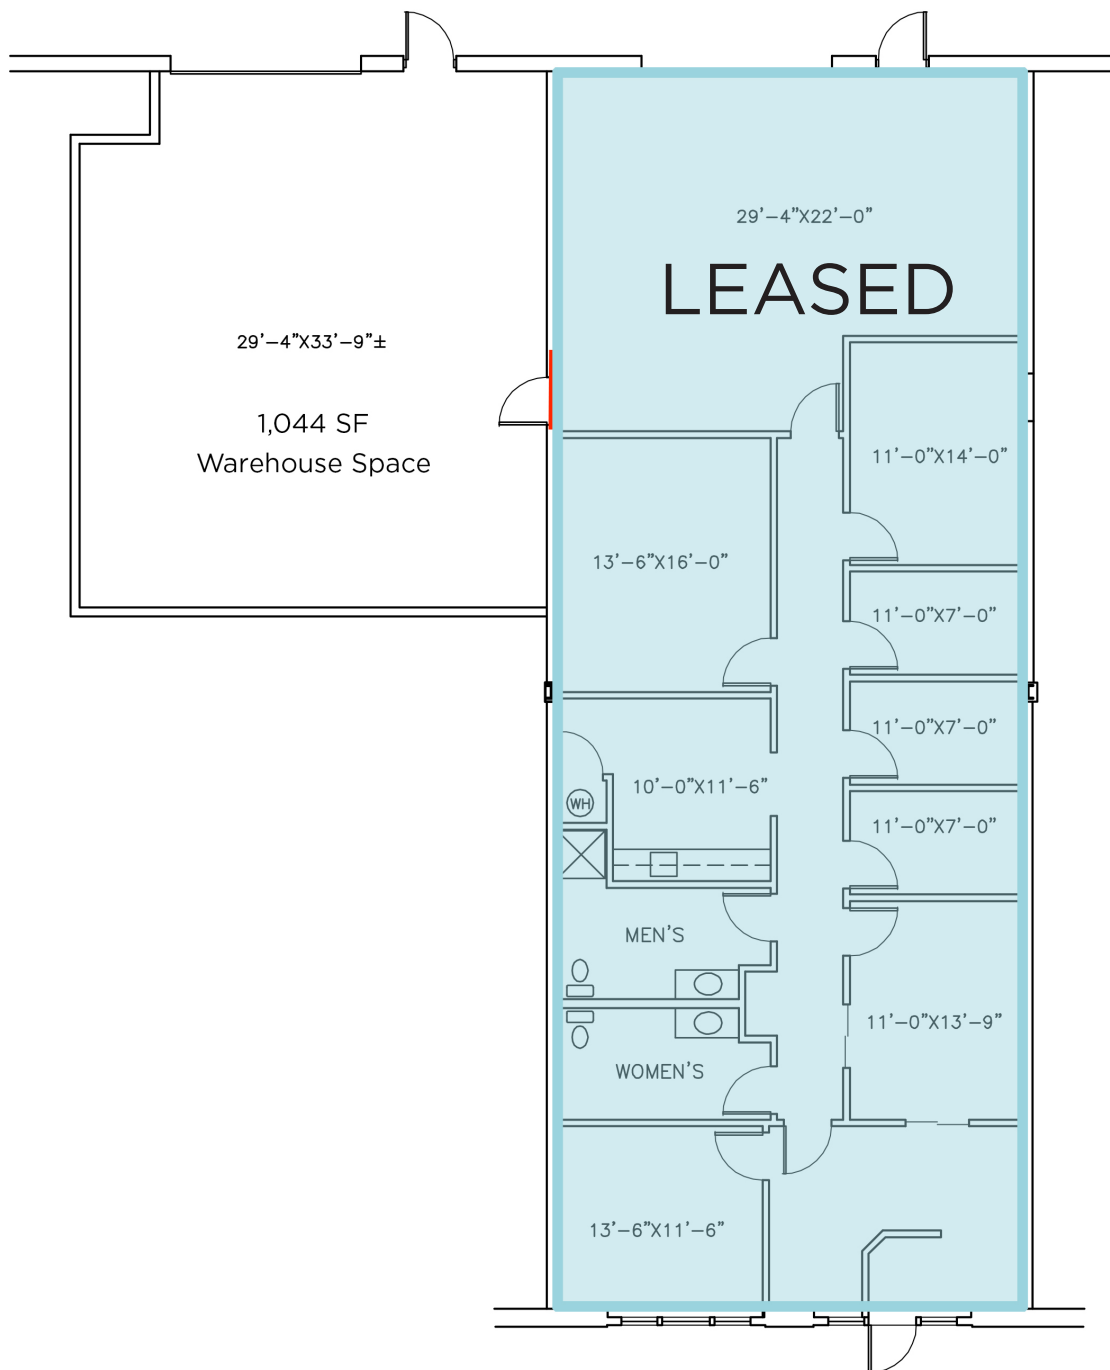 29’-4”X22’-0”
LEASED
29’-4”X33’-9”±
1,044 SF
Warehouse Space
11’-0”X14’-0”
13’-6”X16’-0”
11’-0”X7’-0”
11’-0”X7’-0”
10’-0”X11’-6”
WH
11’-0”X7’-0”
MEN’S
11’-0”X13’-9”
WOMEN’S
13’-6”X11’-6”